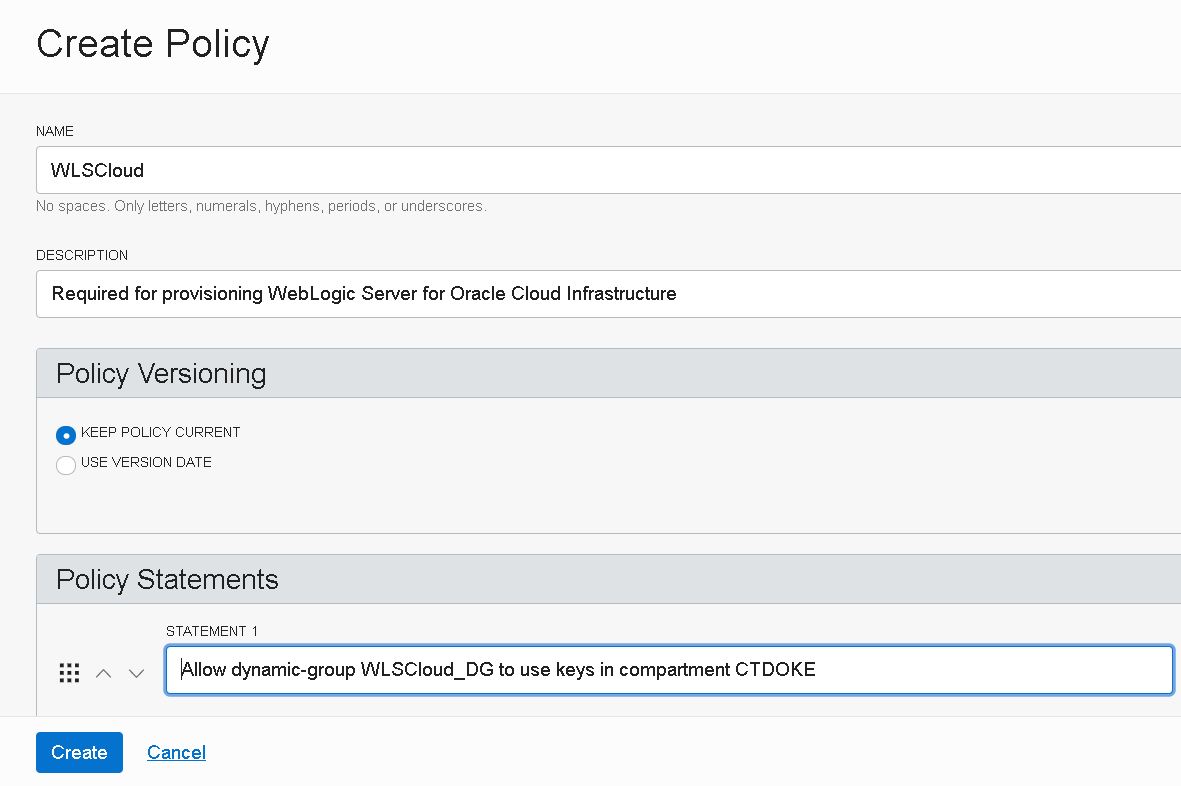 Create Policy
NAME
WLSCloud
No spaces. Only letters, numerals, hyphens, periods, or underscores.
DESCRIPTION
Required for provisioning WebLogic Server for Oracle Cloud Infrastructure
Policy Versioning
KEEP POLICY CURRENT
USE VERSION DATE
Policy Statements
STATEMENT 1
Allow dynamic-group WLSCloud_DG to use keys in compartment CTDOKE
Create Cancel